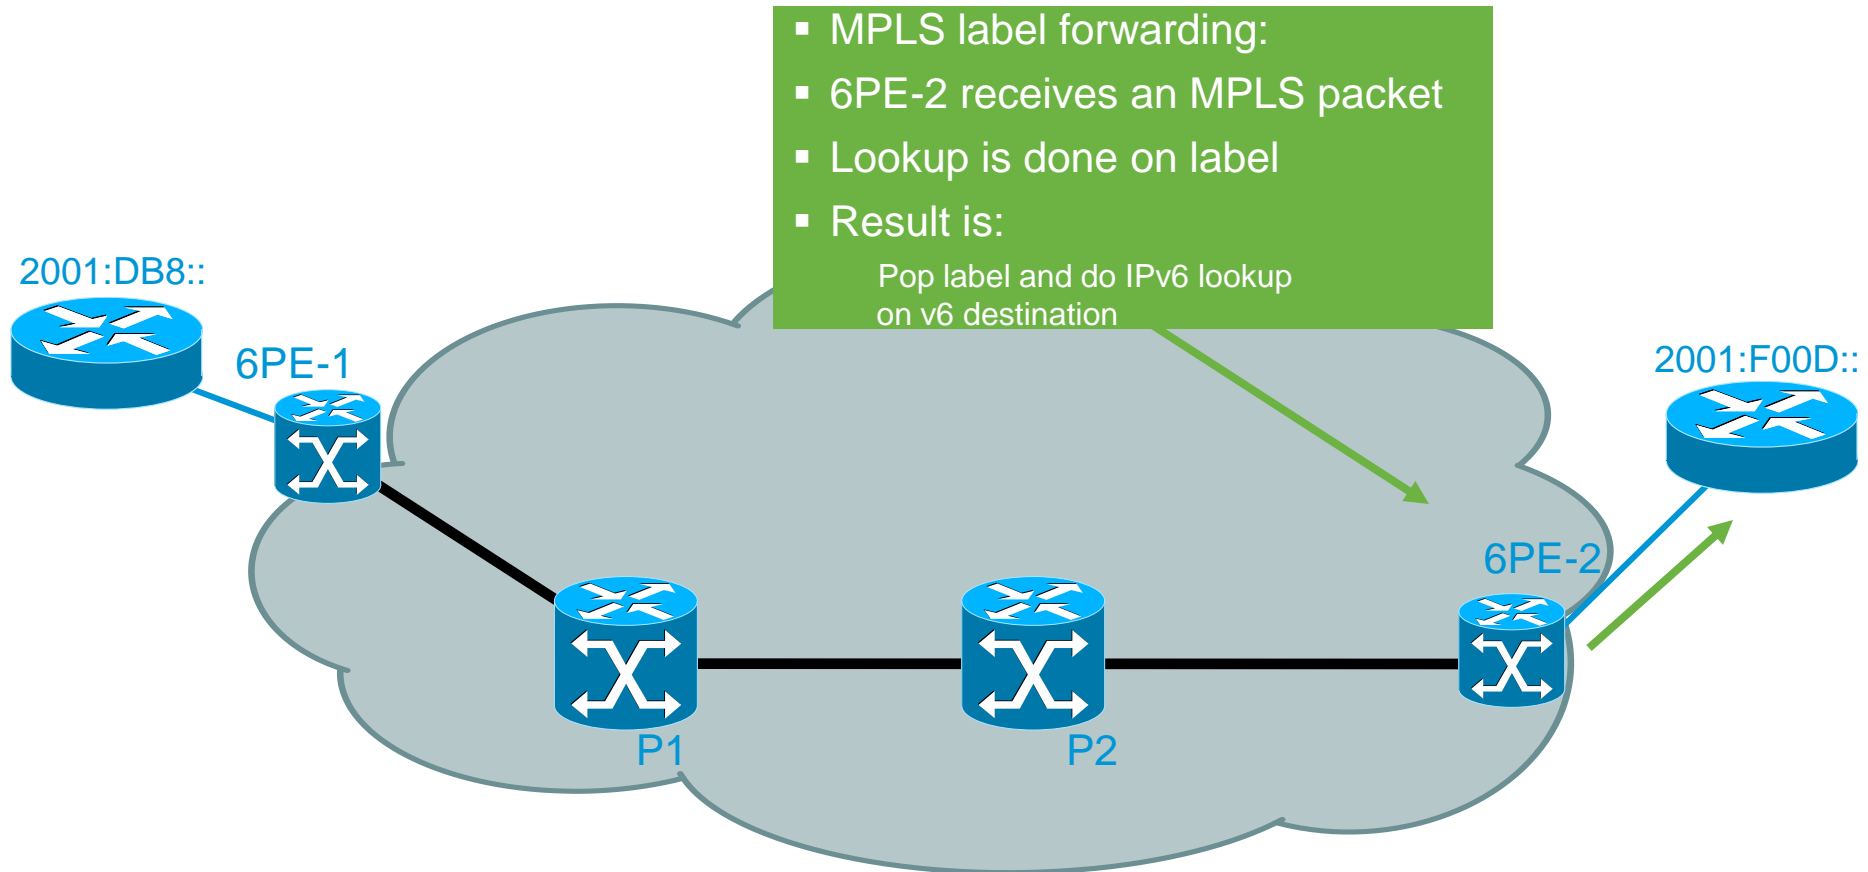 ▪ MPLS label forwarding:
▪ 6PE-2 receives an MPLS packet
▪ Lookup is done on label
▪ Result is:
Pop label and do IPv6 lookup
on v6 destination
2001:DB8::
6PE-1
2001:F00D::
6PE-2
P1
P2